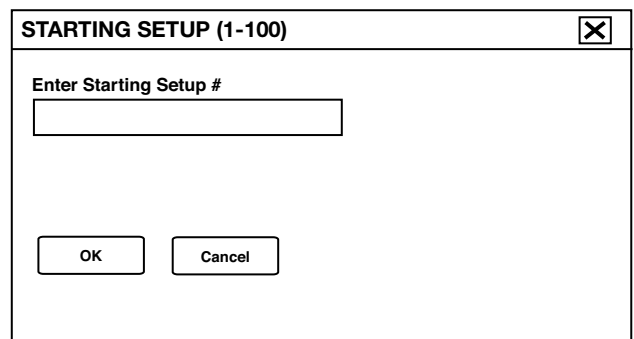 STARTING SETUP (1-100)
Enter Starting Setup #
OK
Cancel